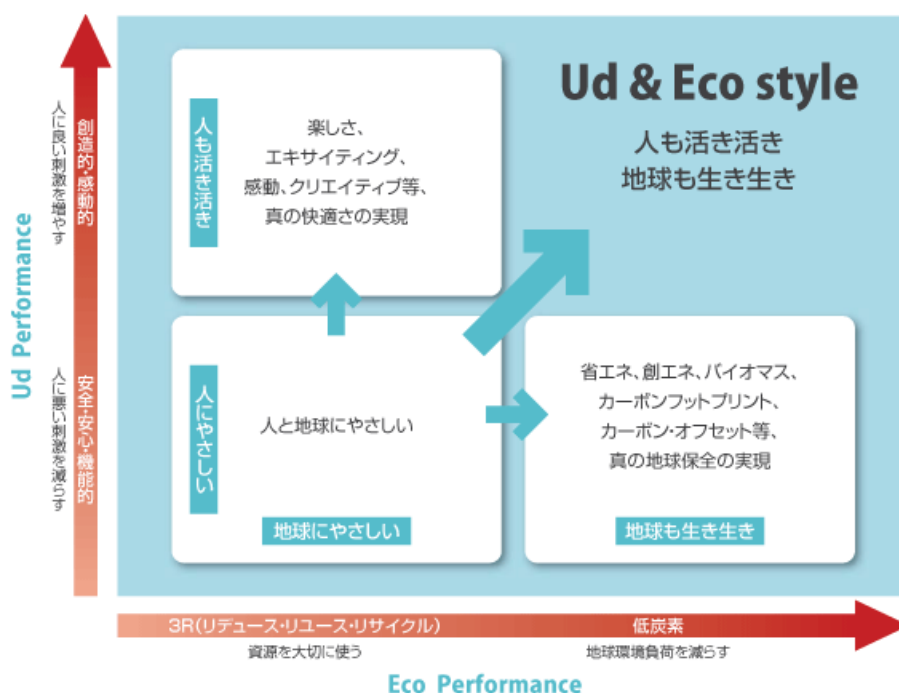 Ud & Eco style
人も活き活き
地球も生き生き
人も活き活き
楽しさ、
エキサイティング、
感動、クリエイティブ等、
真の快適さの実現
人にやさしい
人と地球にやさしい
地球にやさしい
省エネ、創エネ、バイオマス、
カーボンフットプリント、
カーボン・オフセット等、
真の地球保全の実現
地球も生き生き
Ud Performance
人に良い刺激を増やす
創造的・感動的
人に悪い刺激を減らす
安全・安心・機能的
3R(リデュース・リユース・リサイクル)
低炭素
資源を大切に使う
地球環境負荷を減らす
Eco Performance